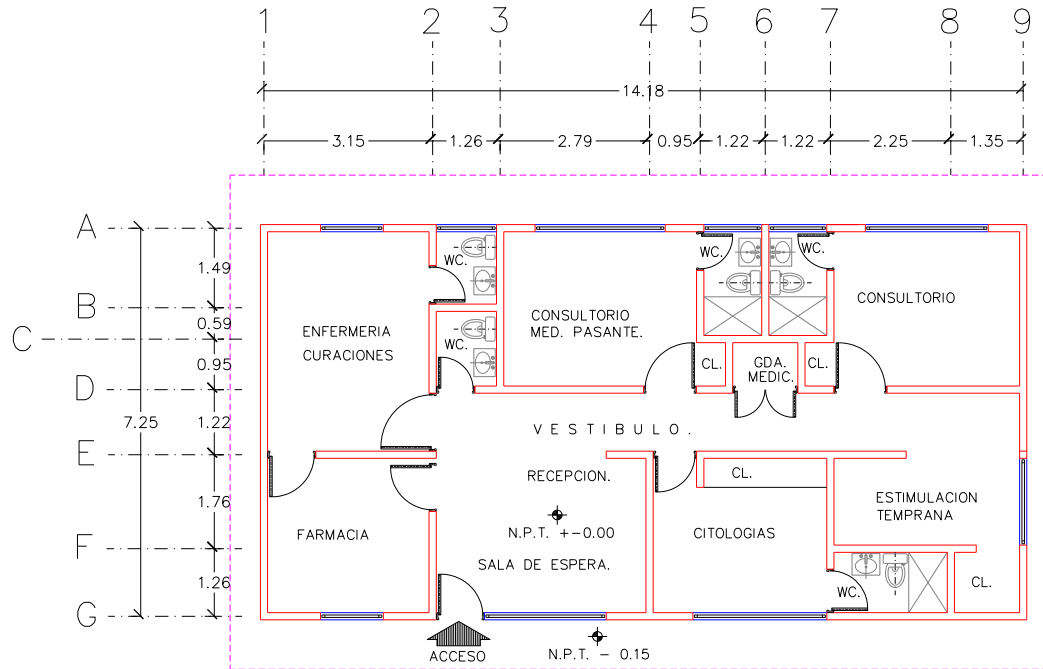 1 2 3 4 5 6 7 8 9
14.18
3.15 1.26 2.79 0.95 1.22 1.22 2.25 1.35
A
B
C
D
E
F
G
1.49
0.59
0.95
1.22
1.76
1.26
7.25
WC.
WC.
WC.
WC.
CONSULTORIO
ENFERMERIA
CURACIONES
CONSULTORIO
MED. PASANTE.
WC.
CL.
GDA.
MEDIC.
CL.
V E S T I B U L O .
RECEPCION.
CL.
ESTIMULACION
TEMPRANA
FARMACIA
N.P.T. +-0.00
CITOLOGIAS
SALA DE ESPERA.
WC.
CL.
ACCESO
N.P.T. - 0.15